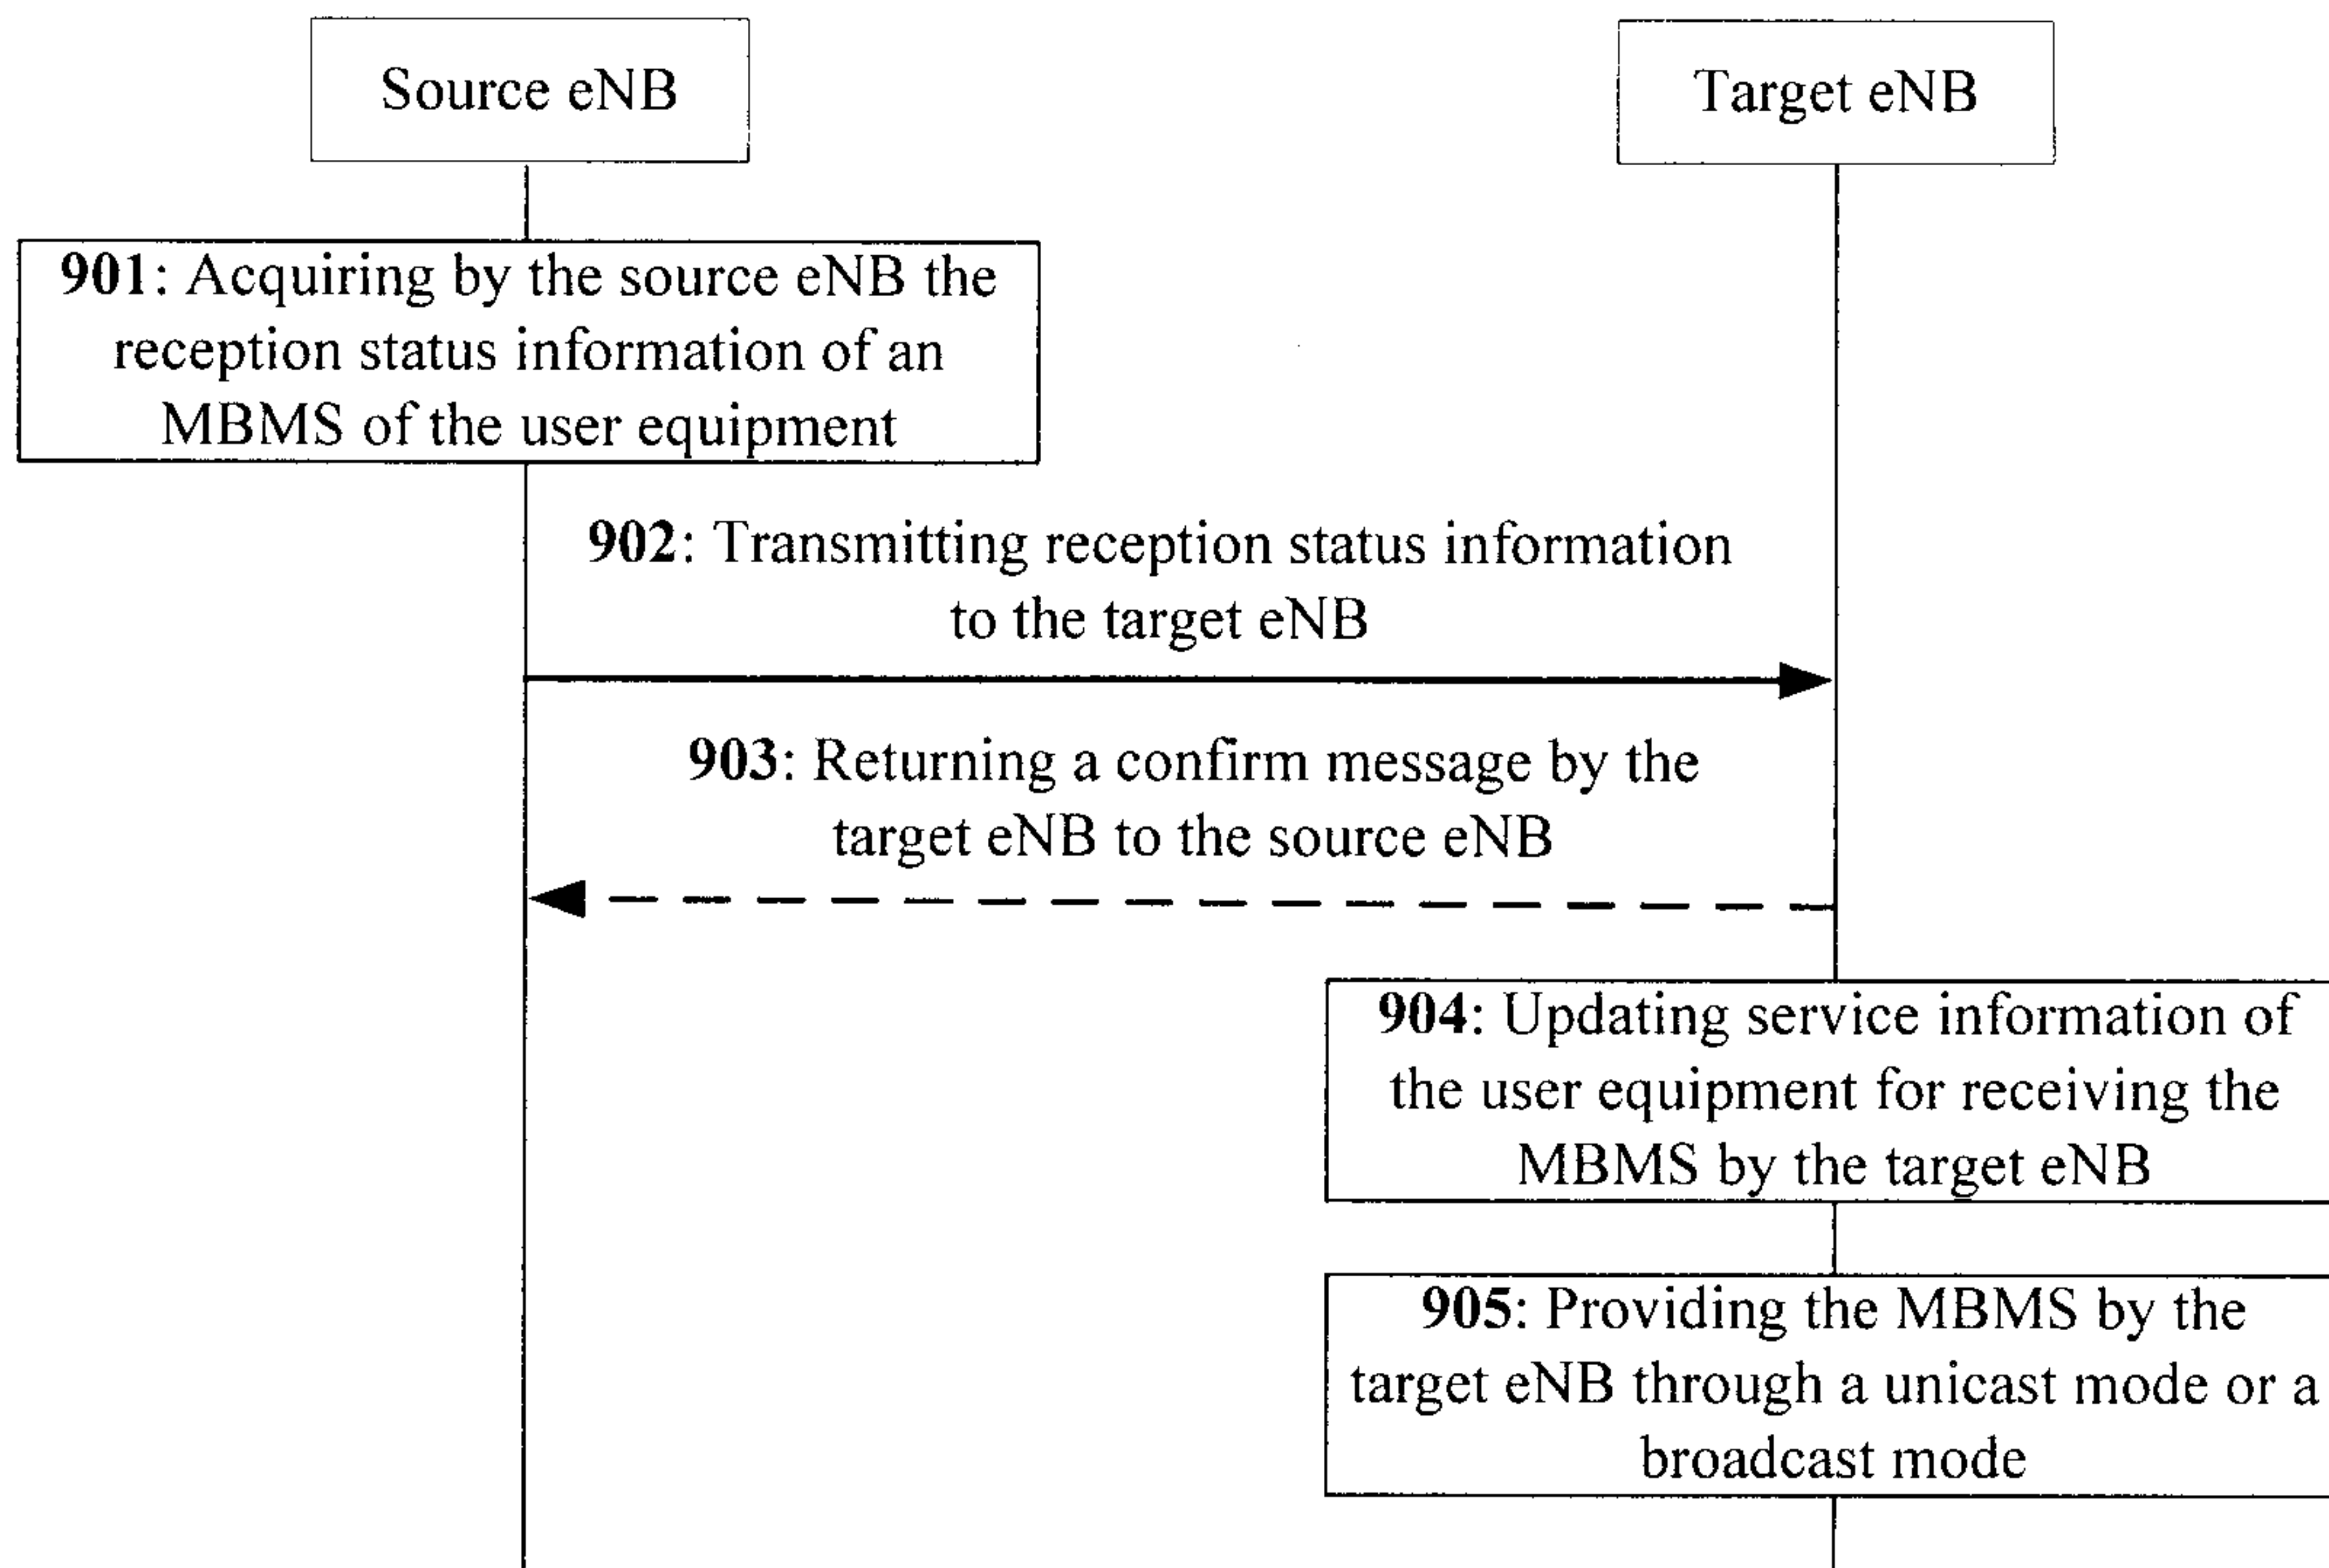 Source eNB
Target eNB
901: Acquiring by the source eNB the
reception status information of an
MBMS of the user equipment
902: Transmitting reception status information
to the target eNB
903: Returning a confirm message by the
target eNB to the source eNB
904: Updating service information of
the user equipment for receiving the
MBMS by the target eNB
905: Providing the MBMS by the
target eNB through a unicast mode or a
broadcast mode